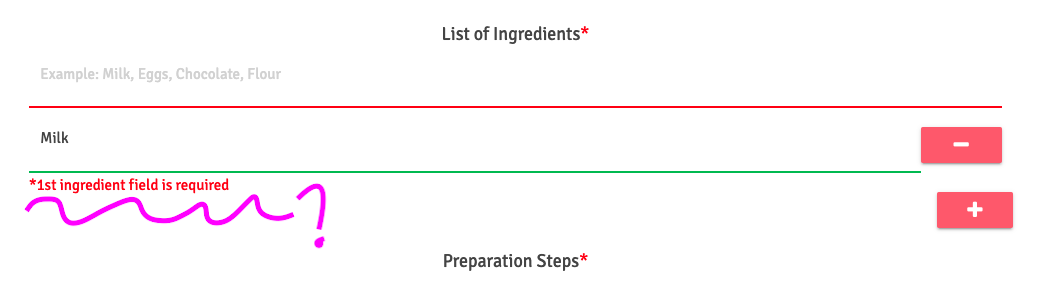 List of Ingredients*
Example: Milk, Eggs, Chocolate, Flour
Milk
*1st ingredient field is required
?
Preparation Steps*